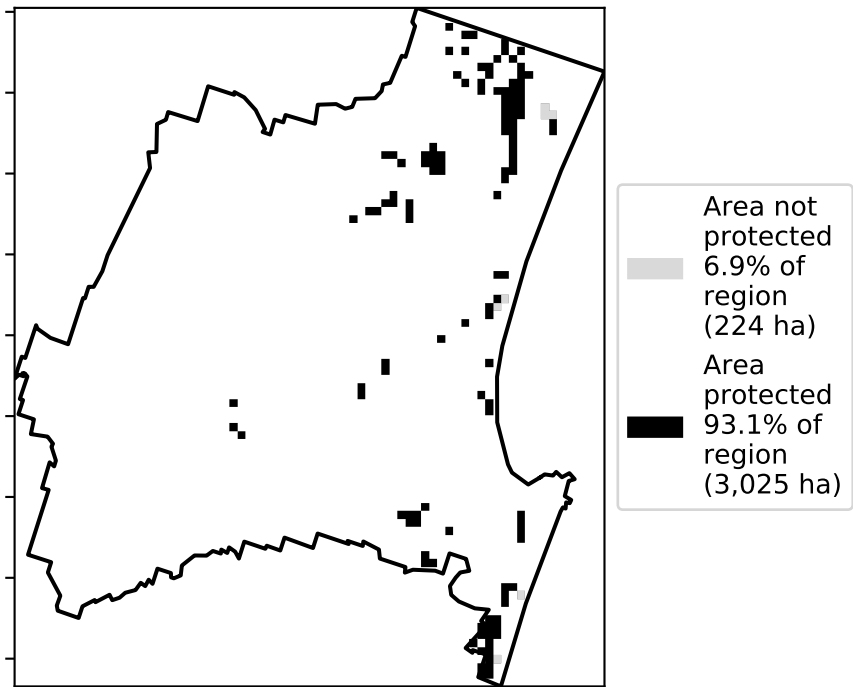 Area not
protected
6.9% of
region
(224 ha)
Area
protected
93.1% of
region
(3,025 ha)